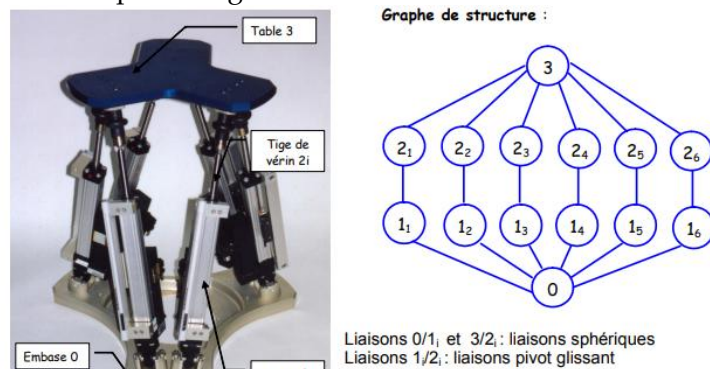 Graphe de structure :
Table 3
Tige de
vérin 2i
Embase 0
3
2₁ 2₂ 2₃ 2₄ 2₅ 2₆
1₁ 1₂ 1₃ 1₄ 1₅ 1₆
0
Liaisons 0/1ᵢ et 3/2ᵢ : liaisons sphériques
Liaisons 1ᵢ/2ᵢ : liaisons pivot glissant